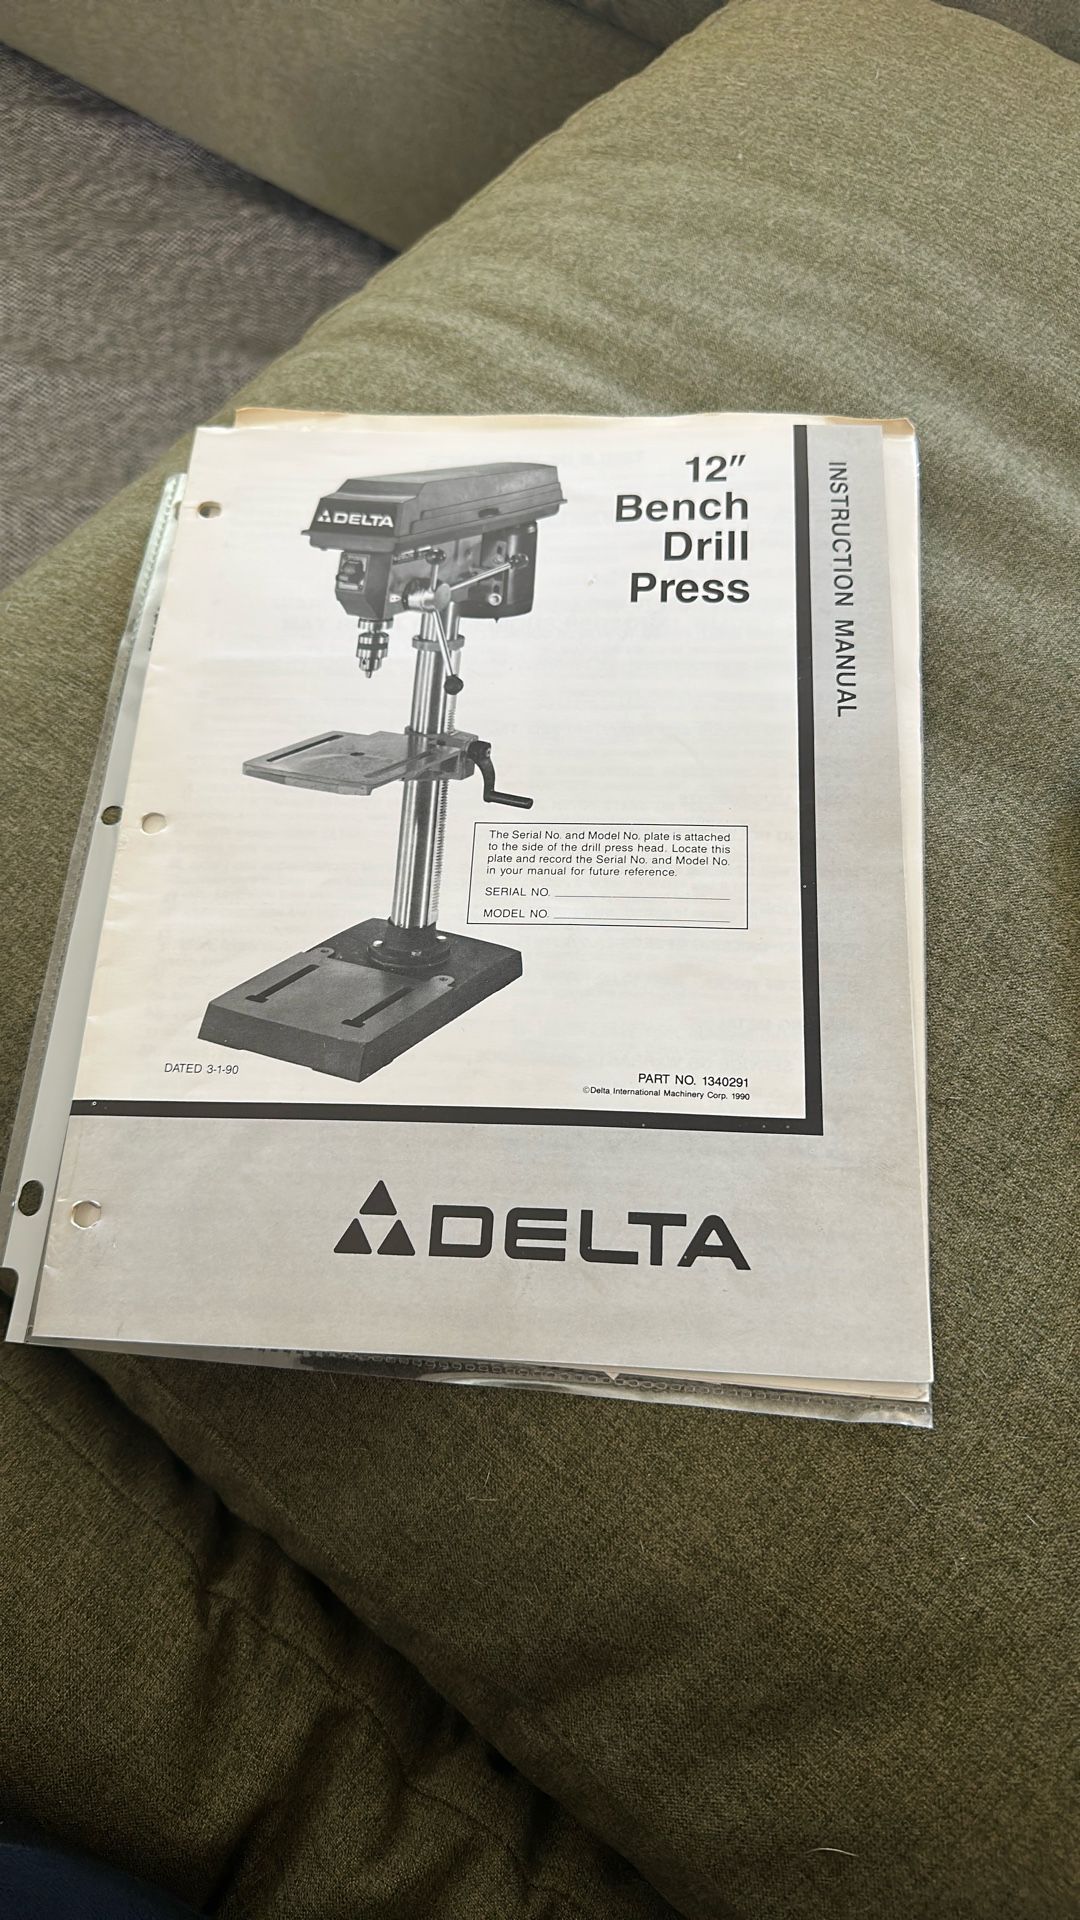 12"
Bench
Drill
Press
INSTRUCTION MANUAL
DELTA
The Serial No. and Model No. plate is attached
to the side of the drill press head. Locate this
plate and record the Serial No. and Model No.
in your manual for future reference.
SERIAL NO.
MODEL NO.
DATED 3-1-90
PART NO. 1340291
©Delta International Machinery Corp. 1990
DELTA